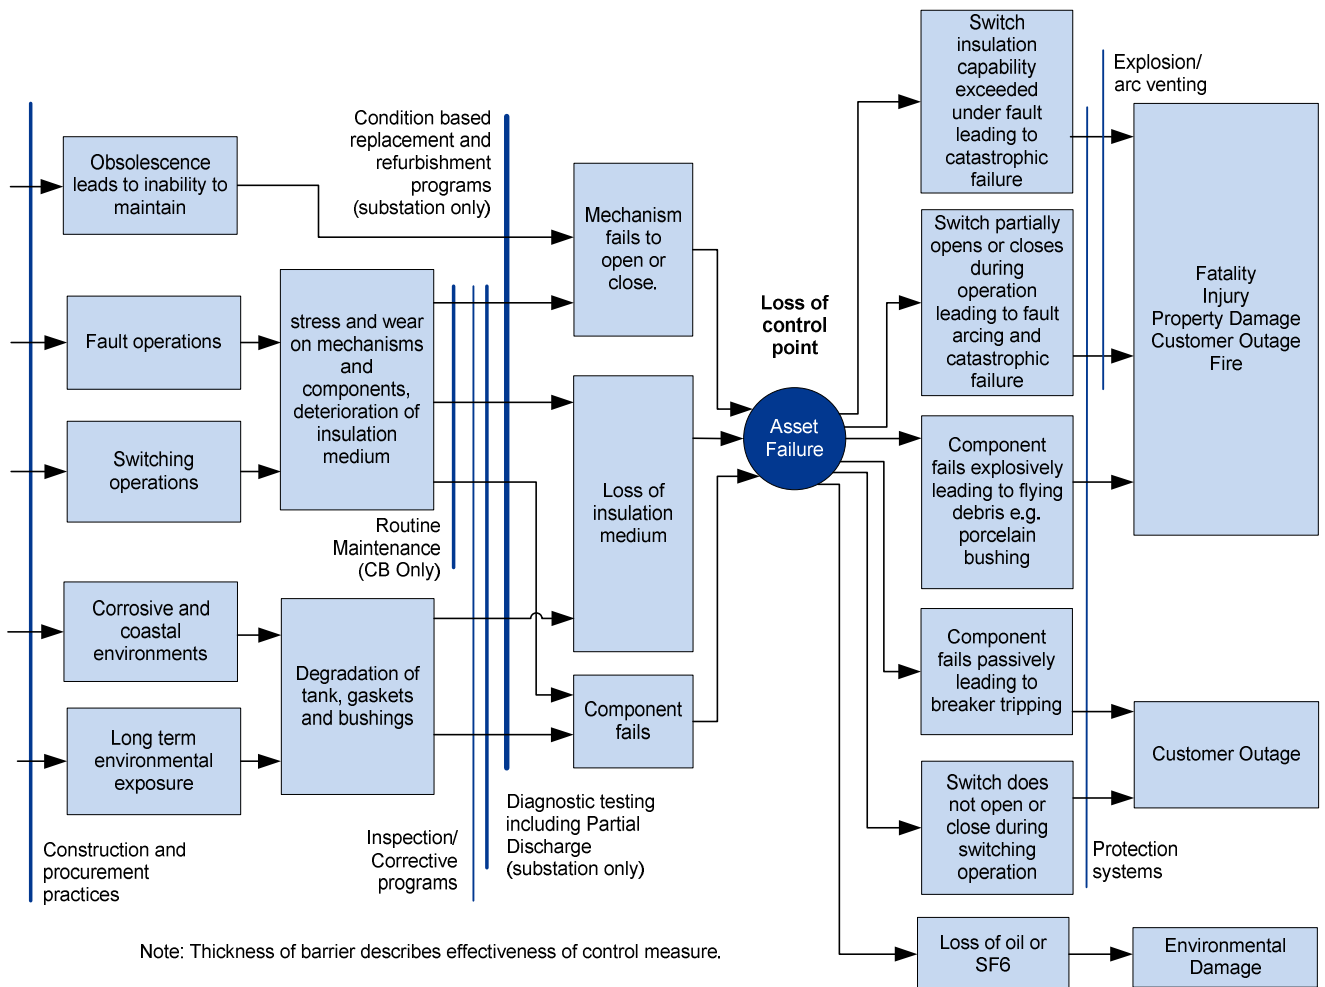 Obsolescence
leads to inability to
maintain
Fault operations
Switching
operations
Corrosive and
coastal
environments
Long term
environmental
exposure
Construction and
procurement
practices
stress and wear
on mechanisms
and
components,
deterioration of
insulation
medium
Degradation of
tank, gaskets
and bushings
Condition based
replacement and
refurbishment
programs
(substation only)
Routine
Maintenance
(CB Only)
Inspection/
Corrective
programs
Diagnostic testing
including Partial
Discharge
(substation only)
Mechanism
fails to
open or
close.
Loss of
insulation
medium
Component
fails
Loss of
control
point
Asset
Failure
Switch
insulation
capability
exceeded
under fault
leading to
catastrophic
failure
Switch partially
opens or closes
during
operation
leading to fault
arcing and
catastrophic
failure
Component
fails explosively
leading to flying
debris e.g.
porcelain
bushing
Component
fails passively
leading to
breaker tripping
Switch does
not open or
close during
switching
operation
Loss of oil or
SF6
Explosion/
arc venting
Protection
systems
Fatality
Injury
Property Damage
Customer Outage
Fire
Customer Outage
Environmental
Damage
Note: Thickness of barrier describes effectiveness of control measure.